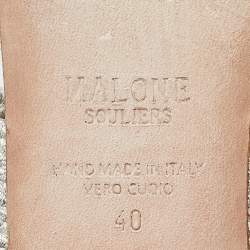 MALONE
SOULIERS
HAND MADE IN ITALY
VERO CUOIO
40